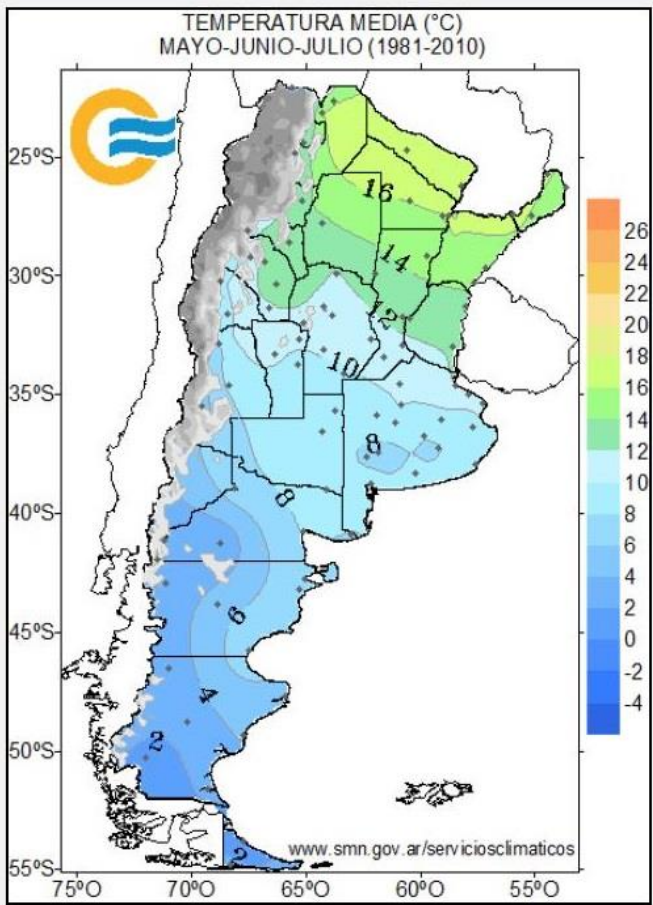 TEMPERATURA MEDIA (°C)
MAYO-JUNIO-JULIO (1981-2010)
25ºS
30ºS
35ºS
40ºS
45ºS
50ºS
55ºS
75ºO 70ºO 65ºO 60ºO 55ºO
16
14
12
10
8
8
6
4
2
2
26
24
22
20
18
16
14
12
10
8
6
4
2
0
-2
-4
www.smn.gov.ar/serviciosclimaticos